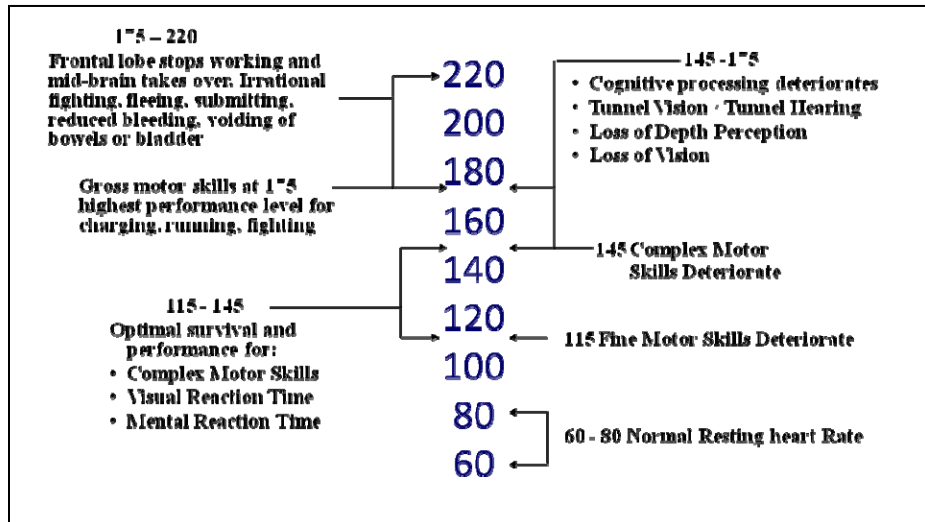 175 – 220
Frontal lobe stops working and
mid-brain takes over. Irrational
fighting, fleeing, submitting,
reduced bleeding, voiding of
bowels or bladder
Gross motor skills at 175
highest performance level for
charging, running, fighting
115 - 145
Optimal survival and
performance for:
• Complex Motor Skills
• Visual Reaction Time
• Mental Reaction Time
220
200
180
160
140
120
100
80
60
145 -175
• Cognitive processing deteriorates
• Tunnel Vision / Tunnel Hearing
• Loss of Depth Perception
• Loss of Vision
145 Complex Motor
Skills Deteriorate
115 Fine Motor Skills Deteriorate
60 - 80 Normal Resting heart Rate